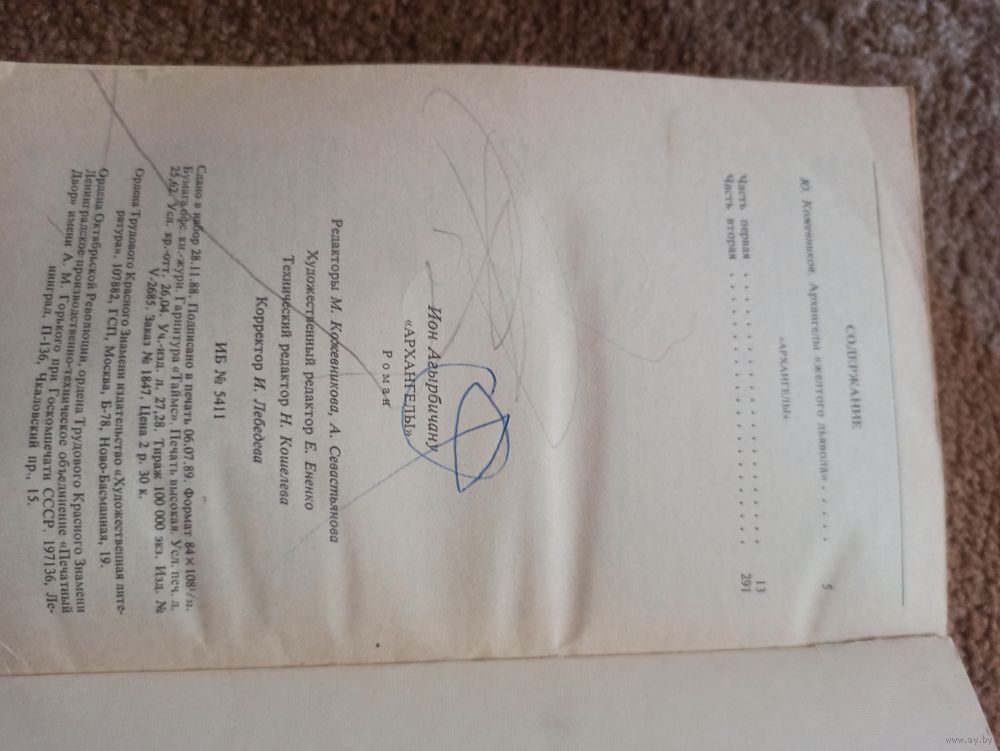 СОДЕРЖАНИЕ
Ю. Кожевников. Архангелы «желтого дьявола» . . . . . 5
«АРХАНГЕЛЫ»
Часть первая . . . . . . . . . . . . . . . . . 13
Часть вторая . . . . . . . . . . . . . . . . . 291
Ион Агырбичану
«АРХАНГЕЛЫ»
Роман
Редакторы М. Кожевникова, А. Севастьянова
Художественный редактор Е. Ененко
Технический редактор Н. Кошелева
Корректор И. Лебедева
ИБ № 5411
Сдано в набор 28.11.88. Подписано в печать 06.07.89. Формат 84×108¹/₃₂.
Бумага офс. кн.-журн. Гарнитура «Таймс». Печать высокая. Усл. печ. л.
25,62. Усл. кр.-отт. 26,04. Уч.-изд. л. 27,28. Тираж 100 000 экз. Изд. №
V-2685. Заказ № 1847. Цена 2 р. 30 к.
Ордена Трудового Красного Знамени издательство «Художественная лите-
ратура». 107882, ГСП, Москва, Б-78, Ново-Басманная, 19.
Ордена Октябрьской Революции, ордена Трудового Красного Знамени
Ленинградское производственно-техническое объединение «Печатный
Двор» имени А. М. Горького при Госкомпечати СССР. 197136, Ле-
нинград, П-136, Чкаловский пр., 15.
www.ay.by